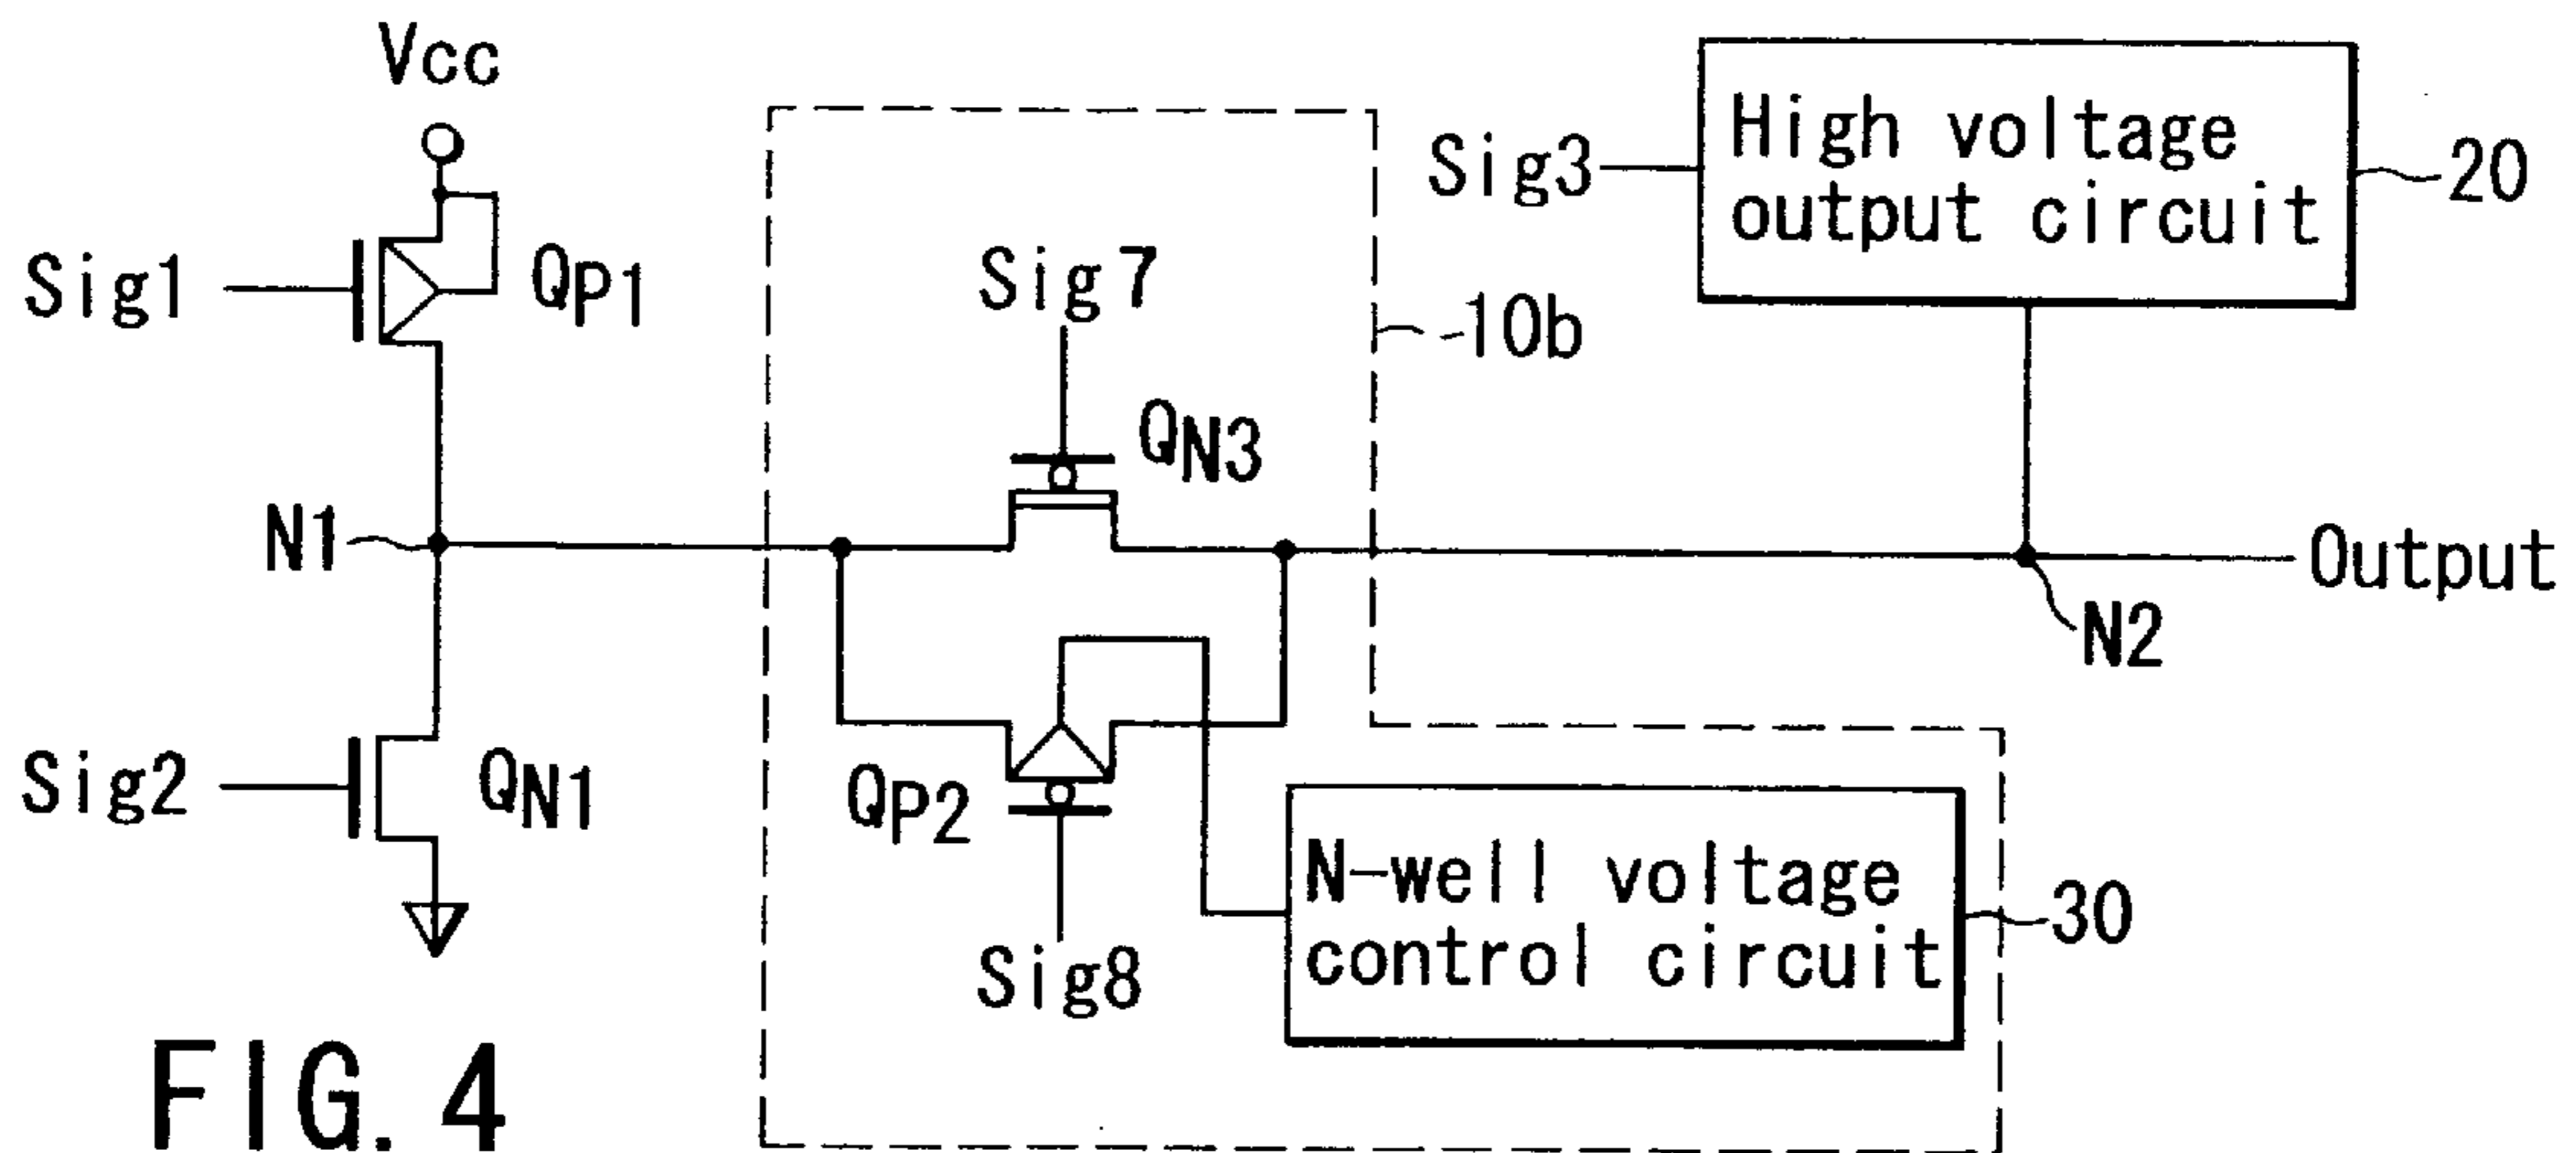 Vcc
High voltage
output circuit
20
Sig3
Sig1
QP1
Sig7
10b
QN3
N1
Output
N2
Sig2
QN1
QP2
N-well voltage
control circuit
30
Sig8
FIG. 4